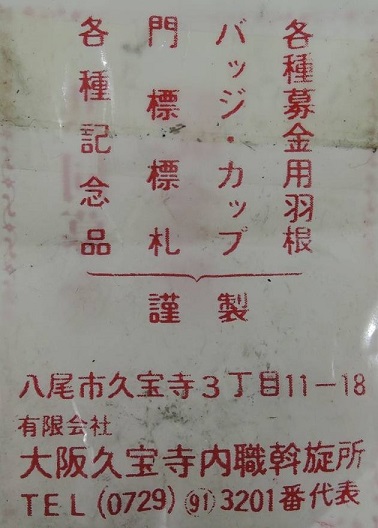 各種募金用羽根
バッジ・カップ
門標標札
各種記念品
謹製
八尾市久宝寺3丁目11-18
有限会社
大阪久宝寺内職斡旋所
TEL(0729)(91)3201番代表